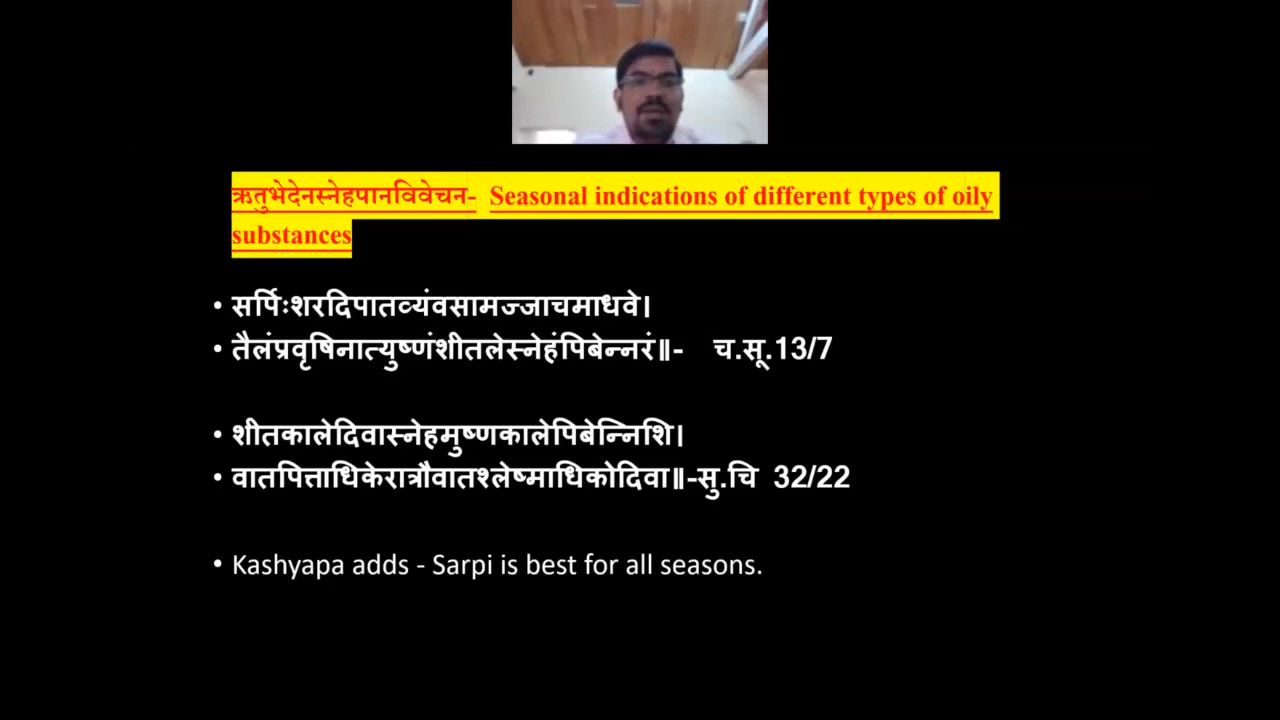 ऋतुभेदेनस्नेहपानविवेचन- Seasonal indications of different types of oily
substances
• सर्पिःशरदिपातव्यंवसामज्जाचमाधवे।
• तैलंप्रवृषिनात्युष्णंशीतलेस्नेहंपिबेन्नरं॥- च.सू.13/7
• शीतकालेदिवास्नेहमुष्णकालेपिबेन्निशि।
• वातपित्ताधिकेरात्रौवातश्लेष्माधिकोदिवा॥-सु.चि 32/22
• Kashyapa adds - Sarpi is best for all seasons.